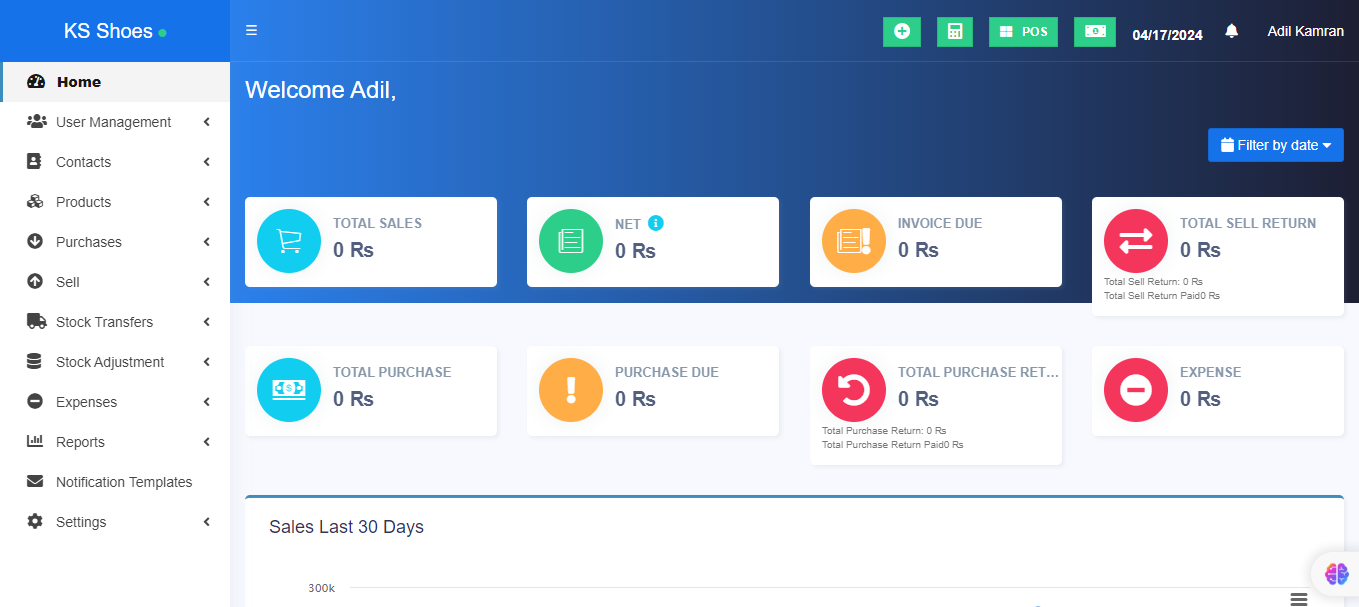 KS Shoes
POS
04/17/2024
Adil Kamran
Home
User Management
Contacts
Products
Purchases
Sell
Stock Transfers
Stock Adjustment
Expenses
Reports
Notification Templates
Settings
Welcome Adil,
Filter by date
TOTAL SALES
0 Rs
NET
0 Rs
INVOICE DUE
0 Rs
TOTAL SELL RETURN
0 Rs
Total Sell Return: 0 Rs
Total Sell Return Paid0 Rs
TOTAL PURCHASE
0 Rs
PURCHASE DUE
0 Rs
TOTAL PURCHASE RET...
0 Rs
Total Purchase Return: 0 Rs
Total Purchase Return Paid0 Rs
EXPENSE
0 Rs
Sales Last 30 Days
300k